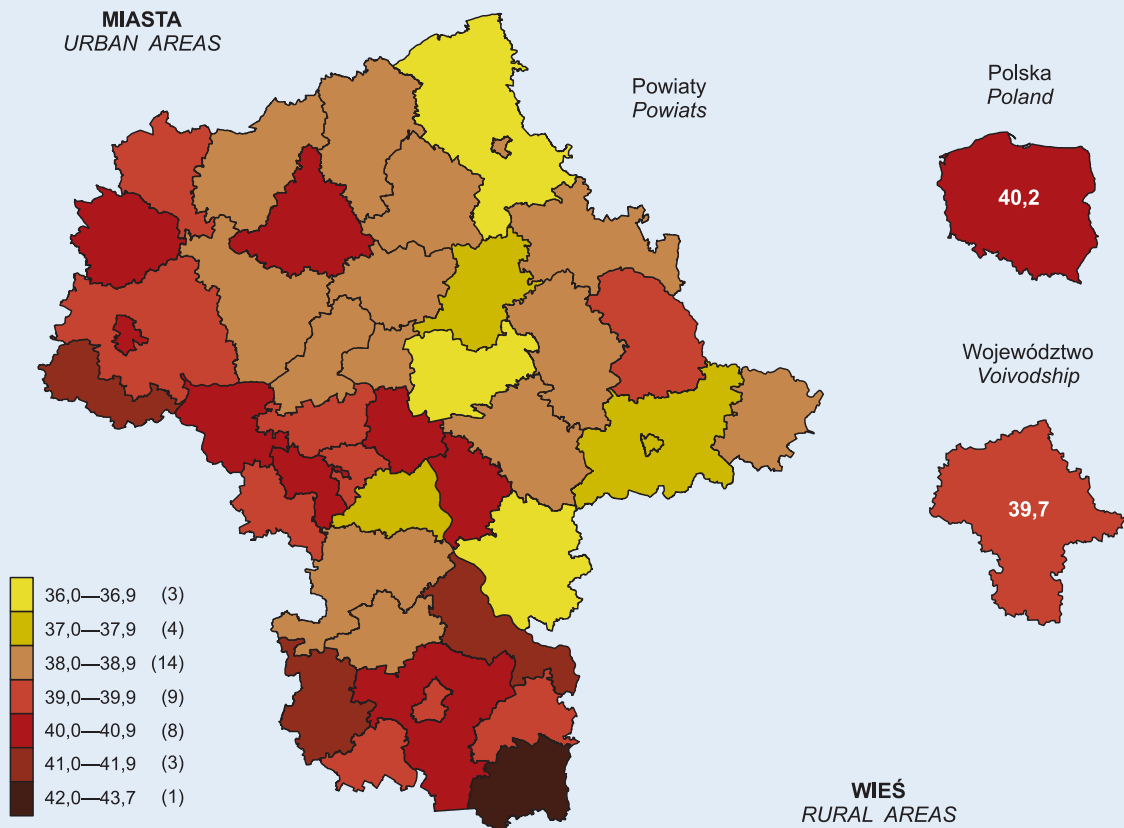 MIASTA
URBAN AREAS
Powiaty
Powiats
Polska
Poland
40,2
Województwo
Voivodship
39,7
36,0—36,9 (3)
37,0—37,9 (4)
38,0—38,9 (14)
39,0—39,9 (9)
40,0—40,9 (8)
41,0—41,9 (3)
42,0—43,7 (1)
WIEŚ
RURAL AREAS